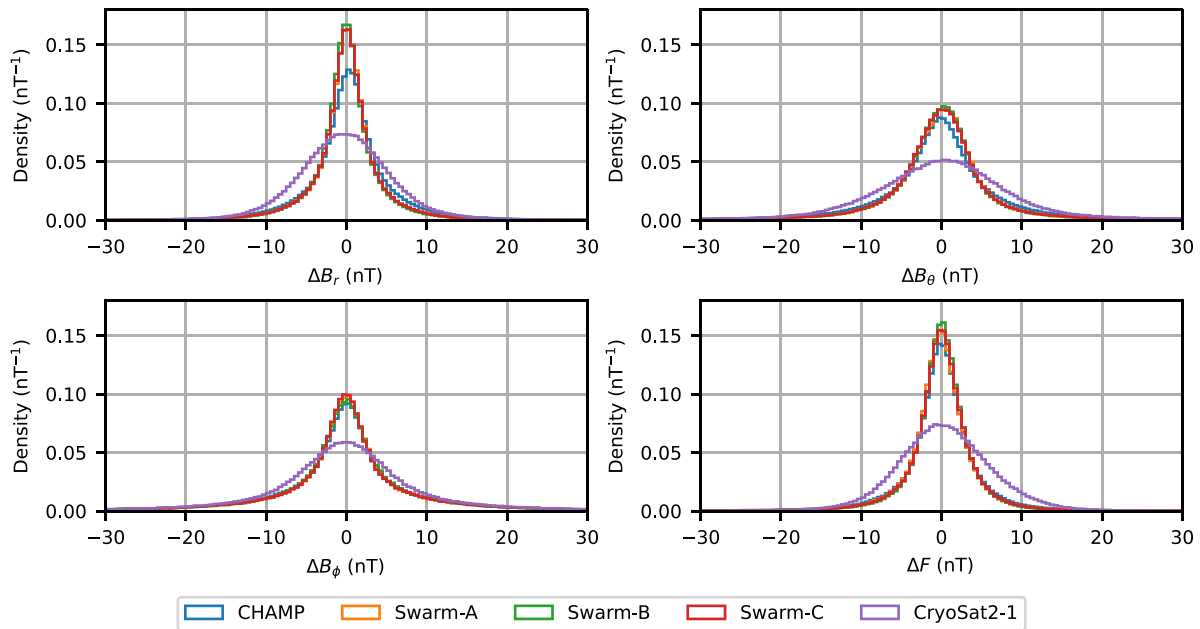 Density (nT⁻¹)
0.15
0.10
0.05
0.00
−30 −20 −10 0 10 20 30
ΔB_r (nT)
Density (nT⁻¹)
0.15
0.10
0.05
0.00
−30 −20 −10 0 10 20 30
ΔB_θ (nT)
Density (nT⁻¹)
0.15
0.10
0.05
0.00
−30 −20 −10 0 10 20 30
ΔB_ϕ (nT)
Density (nT⁻¹)
0.15
0.10
0.05
0.00
−30 −20 −10 0 10 20 30
ΔF (nT)
CHAMP Swarm-A Swarm-B Swarm-C CryoSat2-1